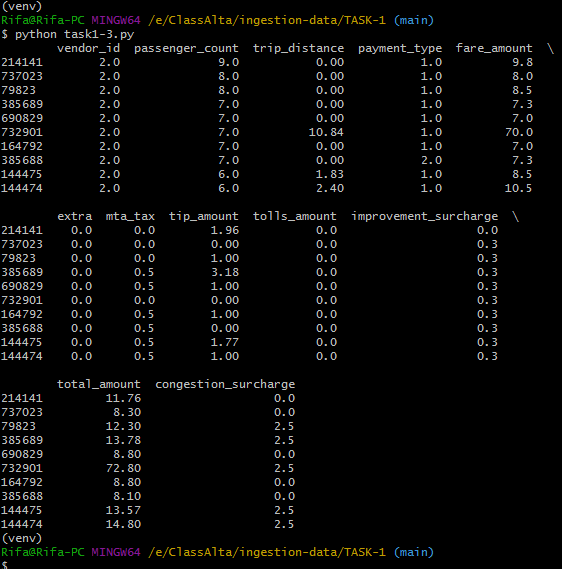 (venv)
Rifa@Rifa-PC MINGW64 /e/ClassAlta/ingestion-data/TASK-1 (main)
$ python task1-3.py
        vendor_id  passenger_count  trip_distance  payment_type  fare_amount  \
214141        2.0              9.0           0.00           1.0          9.8
737023        2.0              8.0           0.00           1.0          8.0
79823         2.0              8.0           0.00           1.0          8.5
385689        2.0              7.0           0.00           1.0          7.3
690829        2.0              7.0           0.00           1.0          7.0
732901        2.0              7.0          10.84           1.0         70.0
164792        2.0              7.0           0.00           1.0          7.0
385688        2.0              7.0           0.00           2.0          7.3
144475        2.0              6.0           1.83           1.0          8.5
144474        2.0              6.0           2.40           1.0         10.5
        extra  mta_tax  tip_amount  tolls_amount  improvement_surcharge  \
214141    0.0      0.0        1.96           0.0                    0.0
737023    0.0      0.0        0.00           0.0                    0.3
79823     0.0      0.0        1.00           0.0                    0.3
385689    0.0      0.5        3.18           0.0                    0.3
690829    0.0      0.5        1.00           0.0                    0.3
732901    0.0      0.0        0.00           0.0                    0.3
164792    0.0      0.5        1.00           0.0                    0.3
385688    0.0      0.5        0.00           0.0                    0.3
144475    0.0      0.5        1.77           0.0                    0.3
144474    0.0      0.5        1.00           0.0                    0.3
        total_amount  congestion_surcharge
214141         11.76                   0.0
737023          8.30                   0.0
79823          12.30                   2.5
385689         13.78                   2.5
690829          8.80                   0.0
732901         72.80                   2.5
164792          8.80                   0.0
385688          8.10                   0.0
144475         13.57                   2.5
144474         14.80                   2.5
(venv)
Rifa@Rifa-PC MINGW64 /e/ClassAlta/ingestion-data/TASK-1 (main)
$